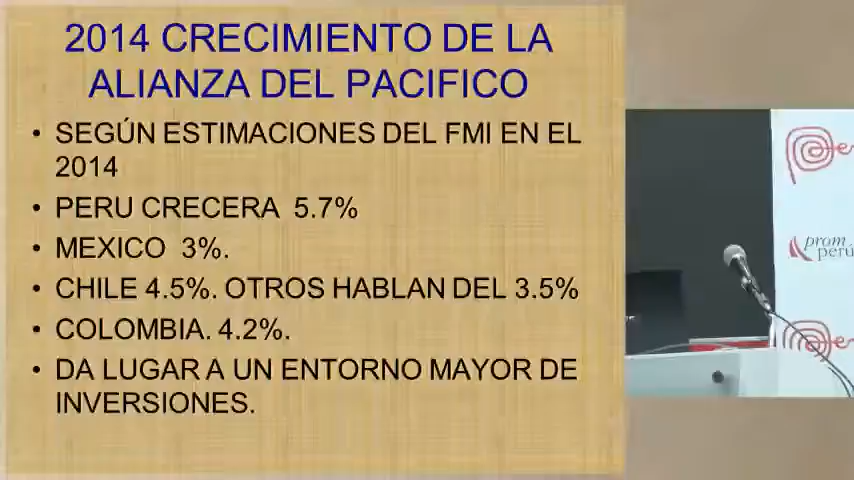 2014 CRECIMIENTO DE LA
ALIANZA DEL PACIFICO
• SEGÚN ESTIMACIONES DEL FMI EN EL
2014
• PERU CRECERA 5.7%
• MEXICO 3%.
• CHILE 4.5%. OTROS HABLAN DEL 3.5%
• COLOMBIA. 4.2%.
• DA LUGAR A UN ENTORNO MAYOR DE
INVERSIONES.
prom
perú